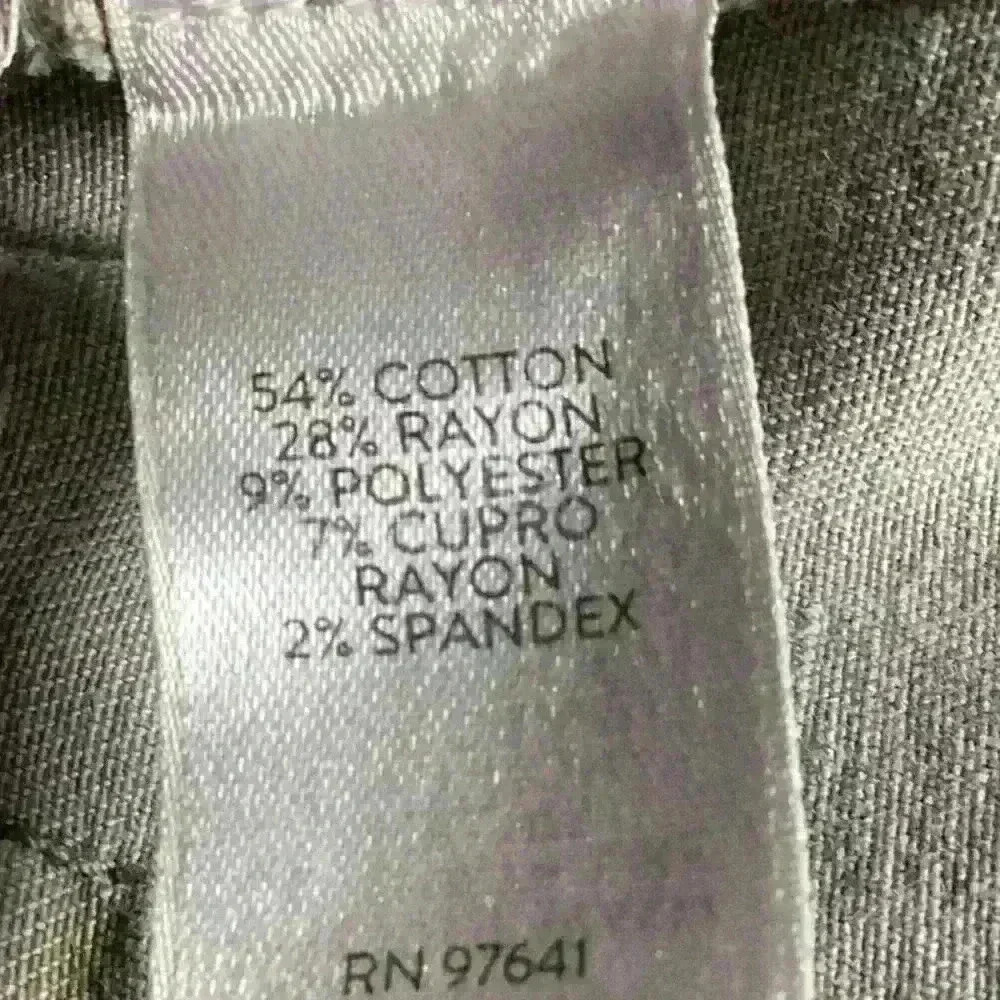 54% COTTON
28% RAYON
9% POLYESTER
7% CUPRO
RAYON
2% SPANDEX
RN 97641